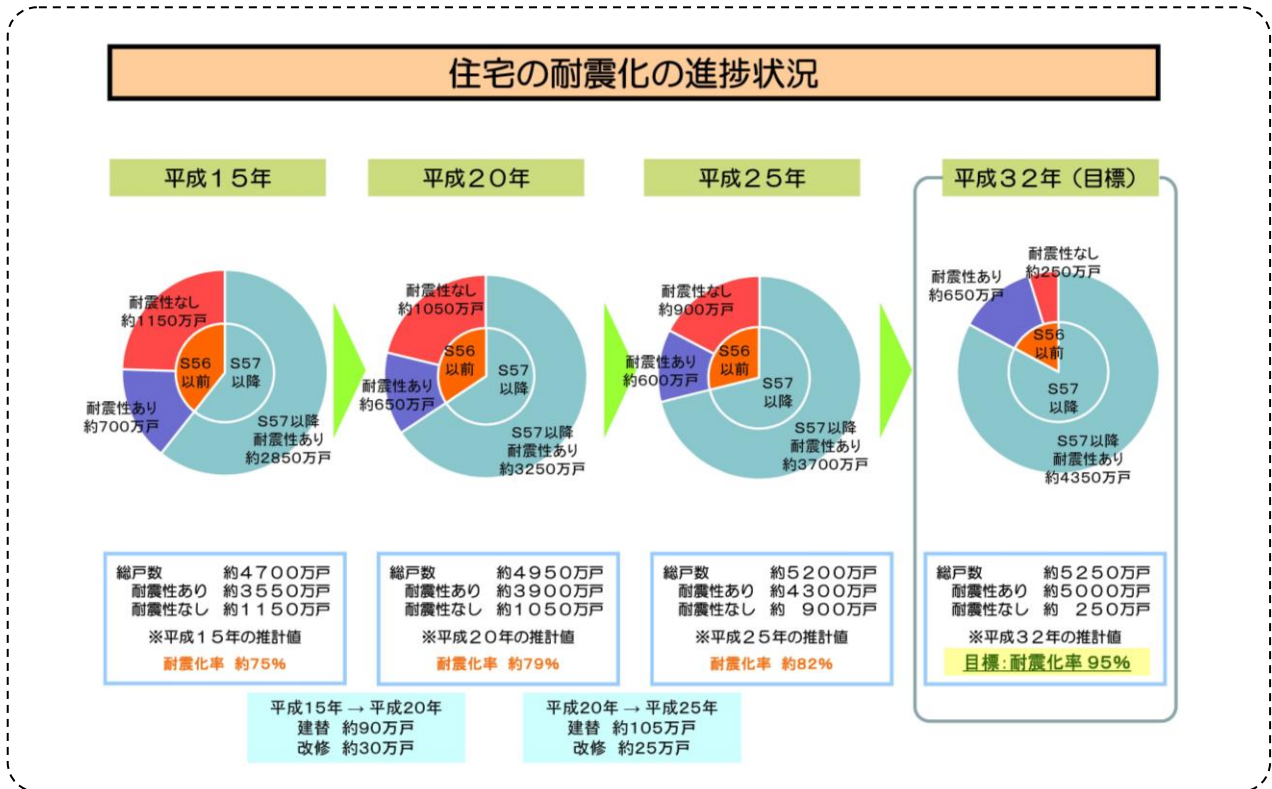 住宅の耐震化の進捗状況
平成１５年
耐震性なし
約1150万戸
S56
以前
S57
以降
耐震性あり
約700万戸
S57以降
耐震性あり
約2850万戸
平成２０年
耐震性なし
約1050万戸
S56
以前
S57
以降
耐震性あり
約650万戸
S57以降
耐震性あり
約3250万戸
平成２５年
耐震性なし
約900万戸
S56
以前
S57
以降
耐震性あり
約600万戸
S57以降
耐震性あり
約3700万戸
平成３２年（目標）
耐震性なし
約250万戸
耐震性あり
約650万戸
S56
以前
S57
以降
S57以降
耐震性あり
約4350万戸
総戸数 約４７００万戸
耐震性あり 約３５５０万戸
耐震性なし 約１１５０万戸
※平成１５年の推計値
耐震化率 約75%
総戸数 約４９５０万戸
耐震性あり 約３９００万戸
耐震性なし 約１０５０万戸
※平成２０年の推計値
耐震化率 約79%
総戸数 約５２００万戸
耐震性あり 約４３００万戸
耐震性なし 約 ９００万戸
※平成２５年の推計値
耐震化率 約82%
総戸数 約５２５０万戸
耐震性あり 約５０００万戸
耐震性なし 約 ２５０万戸
※平成３２年の推計値
目標：耐震化率 95%
平成15年 → 平成20年
建替 約90万戸
改修 約30万戸
平成20年 → 平成25年
建替 約105万戸
改修 約25万戸